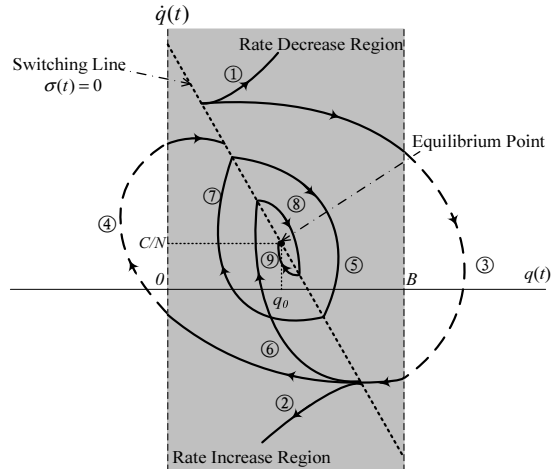 q̇(t)
Rate Decrease Region
Switching Line
σ(t)=0
①
Equilibrium Point
⑦
⑧
④
C/N
⑨
⑤
③
0
q₀
B
q(t)
⑥
②
Rate Increase Region